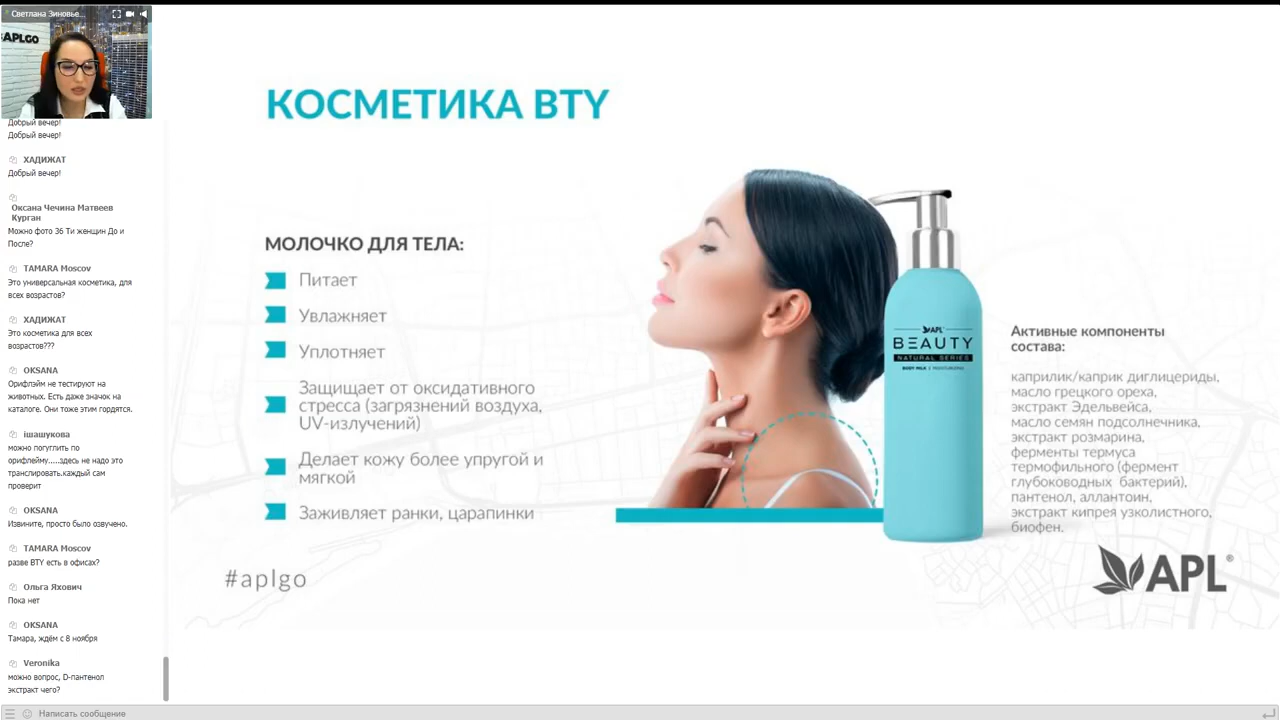 Светлана Зиновье...
APLGO
Добрый вечер!
Добрый вечер!
ХАДИЖАТ
Добрый вечер!
Оксана Чечина Матвеев
Курган
Можно фото 36 Ти женщин До и
После?
TAMARA Moscov
Это универсальная косметика, для
всех возрастов?
ХАДИЖАТ
Это косметика для всех
возрастов???
OKSANA
Орифлэйм не тестируют на
животных. Есть даже значок на
каталоге. Они тоже этим гордятся.
ішашукова
можно погуглить по
орифлейму.....здесь не надо это
транслировать.каждый сам
проверит
OKSANA
Извините, просто было озвучено.
TAMARA Moscov
разве BTY есть в офисах?
Ольга Яхович
Пока нет
OKSANA
Тамара, ждём с 8 ноября
Veronika
можно вопрос, D-пантенол
экстракт чего?
Написать сообщение
КОСМЕТИКА BTY
МОЛОЧКО ДЛЯ ТЕЛА:
Питает
Увлажняет
Уплотняет
Защищает от оксидативного
стресса (загрязнений воздуха,
UV-излучений)
Делает кожу более упругой и
мягкой
Заживляет ранки, царапинки
#aplgo
APL
BEAUTY
NATURAL SERIES
BODY MILK | MOISTURIZING
Активные компоненты
состава:
каприлик/каприк диглицериды,
масло грецкого ореха,
экстракт Эдельвейса,
масло семян подсолнечника,
экстракт розмарина,
ферменты термуса
термофильного (фермент
глубоководных бактерий),
пантенол, аллантоин,
экстракт кипрея узколистного,
биофен.
APL®